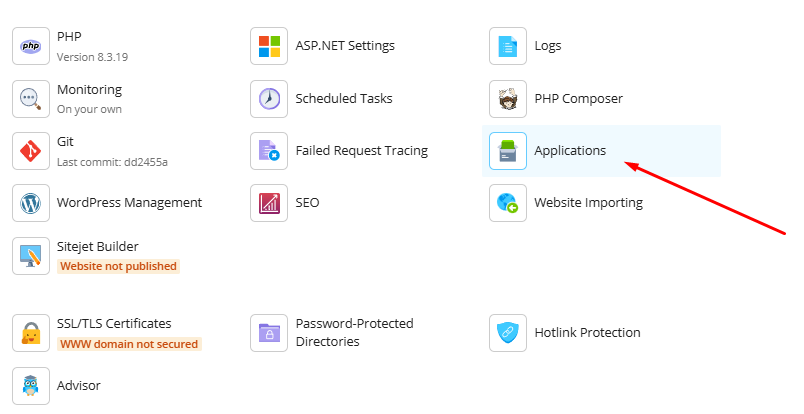 PHP
Version 8.3.19
ASP.NET Settings
Logs
Monitoring
On your own
Scheduled Tasks
PHP Composer
Git
Last commit: dd2455a
Failed Request Tracing
Applications
WordPress Management
SEO
Website Importing
Sitejet Builder
Website not published
SSL/TLS Certificates
WWW domain not secured
Password-Protected
Directories
Hotlink Protection
Advisor